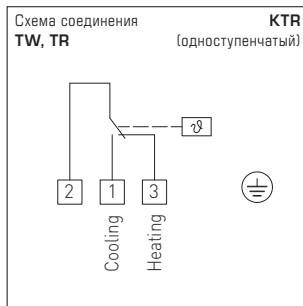 Схема соединения
TW, TR
KTR
(одноступенчатый)
ϑ
2 1 3
Cooling
Heating